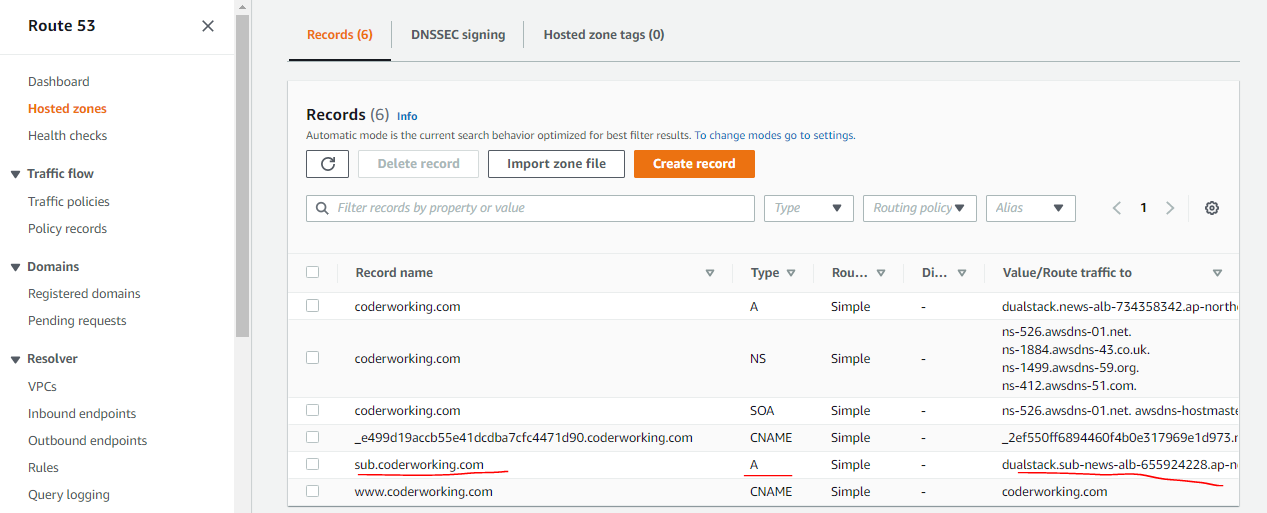 Route 53
Dashboard
Hosted zones
Health checks
Traffic flow
Traffic policies
Policy records
Domains
Registered domains
Pending requests
Resolver
VPCs
Inbound endpoints
Outbound endpoints
Rules
Query logging
Records (6)
DNSSEC signing
Hosted zone tags (0)
Records (6) Info
Automatic mode is the current search behavior optimized for best filter results. To change modes go to settings.
Delete record
Import zone file
Create record
Filter records by property or value
Type
Routing policy
Alias
1
Record name Type Rou... Di... Value/Route traffic to
coderworking.com A Simple - dualstack.news-alb-734358342.ap-northe
coderworking.com NS Simple - ns-526.awsdns-01.net.
ns-1884.awsdns-43.co.uk.
ns-1499.awsdns-59.org.
ns-412.awsdns-51.com.
coderworking.com SOA Simple - ns-526.awsdns-01.net. awsdns-hostmaste
_e499d19accb55e41dcdba7cfc4471d90.coderworking.com CNAME Simple - _2ef550ff6894460f4b0e317969e1d973.
sub.coderworking.com A Simple - dualstack.sub-news-alb-655924228.ap-n
www.coderworking.com CNAME Simple - coderworking.com